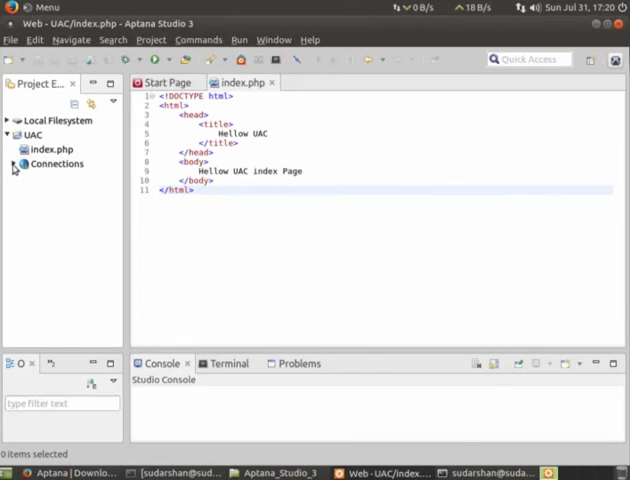 Menu
0 B/s
18 B/s
Sun Jul 31, 17:20
Web - UAC/index.php - Aptana Studio 3
File Edit Navigate Search Project Commands Run Window Help
Quick Access
Project E...
Start Page
index.php
Local Filesystem
UAC
index.php
Connections
1 <!DOCTYPE html>
2 <html>
3 <head>
4 <title>
5 Hellow UAC
6 </title>
7 </head>
8 <body>
9 Hellow UAC index Page
10 </body>
11 </html>
O
Console
Terminal
Problems
Studio Console
type filter text
0 items selected
Aptana | Downlo...
[sudarshan@sud...
Aptana_Studio_3
Web - UAC/index....
sudarshan@sud...